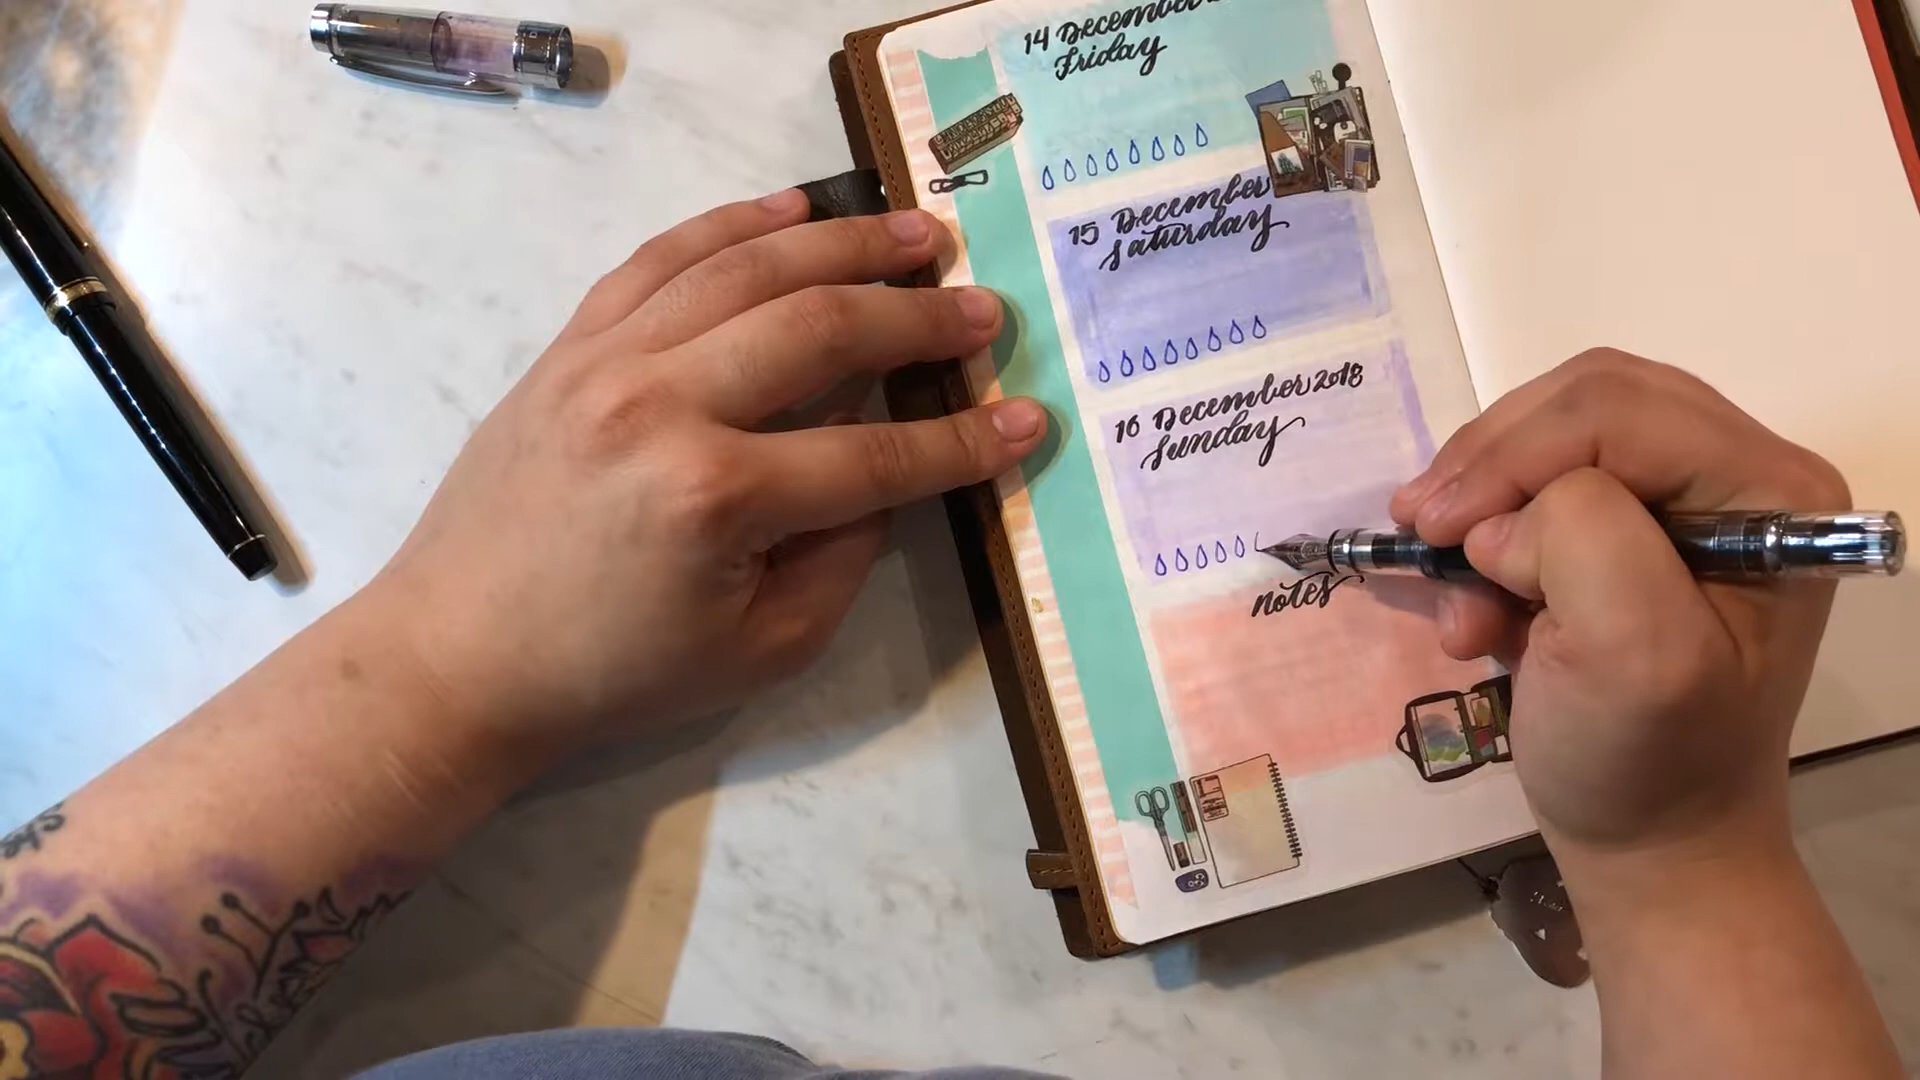 14 December
Friday
15 December
Saturday
16 December 2018
Sunday
notes